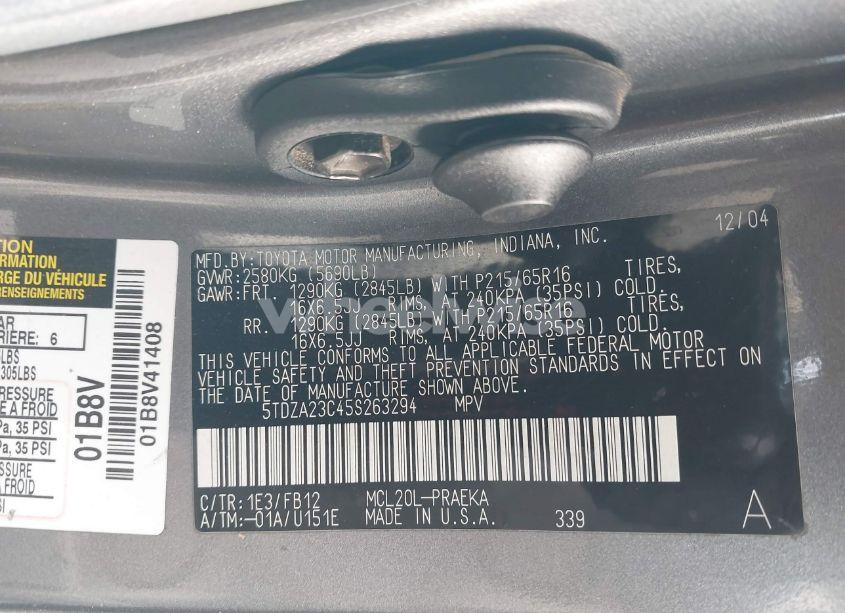 12/04
MFD.BY:TOYOTA MOTOR MANUFACTURING, INDIANA, INC.
GVWR:2580KG (5690LB)
GAWR:FRT. 1290KG (2845LB) WITH P215/65R16 TIRES,
16X6.5JJ RIMS, AT 240KPA (35PSI) COLD.
RR. 1290KG (2845LB) WITH P215/65R16 TIRES,
16X6.5JJ RIMS, AT 240KPA (35PSI) COLD.
THIS VEHICLE CONFORMS TO ALL APPLICABLE FEDERAL MOTOR
VEHICLE SAFETY AND THEFT PREVENTION STANDARDS IN EFFECT ON
THE DATE OF MANUFACTURE SHOWN ABOVE.
5TDZA23C45S263294 MPV
C/TR: 1E3/FB12 MCL20L-PRAEKA
A/TM:-01A/U151E MADE IN U.S.A. 339 A
TION
FORMATION
ARGE DU VÉHICULE
RENSEIGNEMENTS
AR
RIÈRE: 6
LBS
305LBS
PRESSURE
E À FROID
Pa, 35 PSI
Pa, 35 PSI
01B8V
01B8V41408